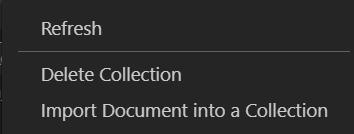 Refresh
Delete Collection
Import Document into a Collection